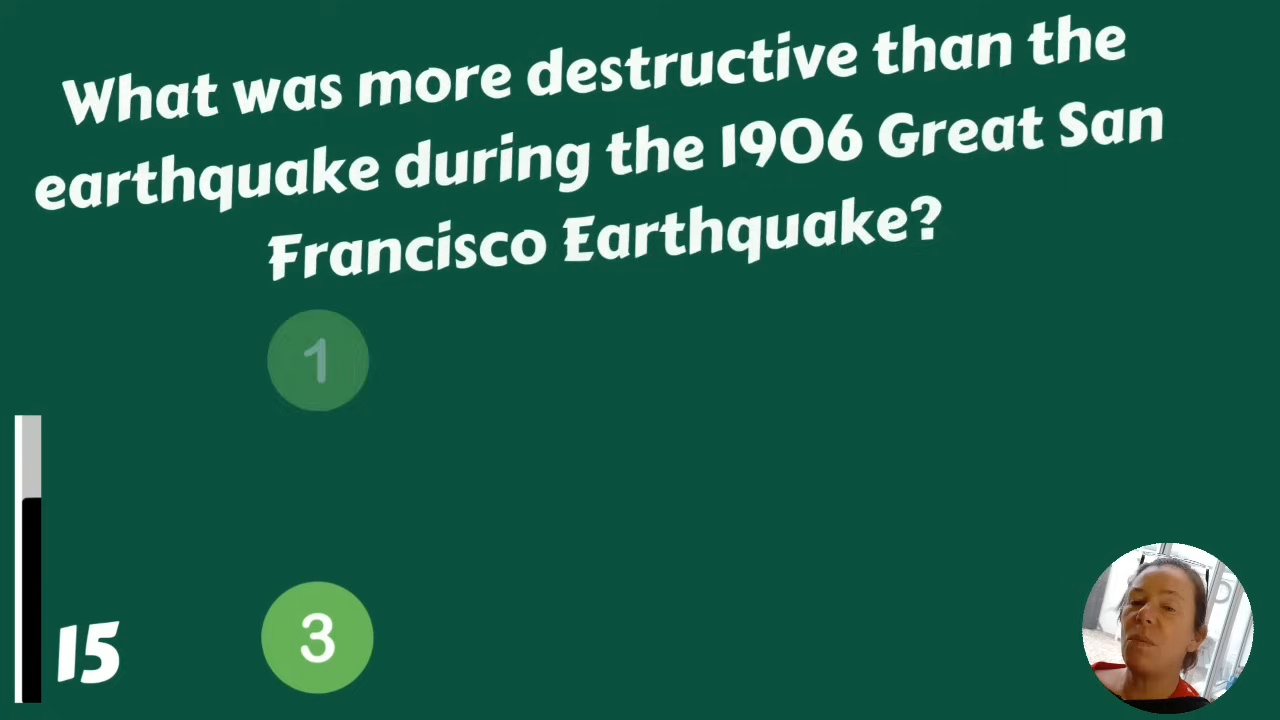 What was more destructive than the
earthquake during the 1906 Great San
Francisco Earthquake?
1
3
15